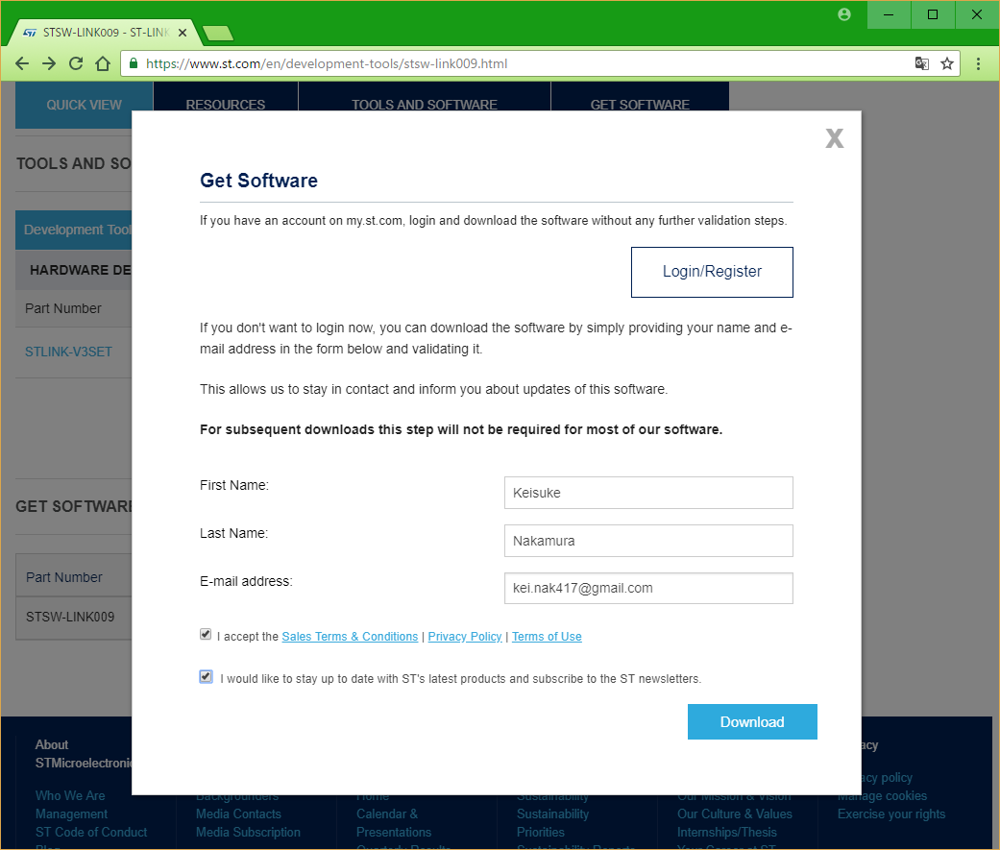 STSW-LINK009 - ST-LINK
https://www.st.com/en/development-tools/stsw-link009.html
QUICK VIEW
RESOURCES
TOOLS AND SOFTWARE
GET SOFTWARE
TOOLS AND SO
Development Tool
HARDWARE DE
Part Number
STLINK-V3SET
GET SOFTWARE
Part Number
STSW-LINK009
X
Get Software
If you have an account on my.st.com, login and download the software without any further validation steps.
Login/Register
If you don't want to login now, you can download the software by simply providing your name and e-
mail address in the form below and validating it.
This allows us to stay in contact and inform you about updates of this software.
For subsequent downloads this step will not be required for most of our software.
First Name:
Keisuke
Last Name:
Nakamura
E-mail address:
kei.nak417@gmail.com
I accept the Sales Terms & Conditions | Privacy Policy | Terms of Use
I would like to stay up to date with ST's latest products and subscribe to the ST newsletters.
Download
About
STMicroelectronic
Who We Are
Management
ST Code of Conduct
Blog
Backgrounders
Media Contacts
Media Subscription
Home
Calendar &
Presentations
Quarterly Results
Sustainability
Sustainability
Priorities
Sustainability Reports
Our Mission & Vision
Our Culture & Values
Internships/Thesis
Your Career at ST
acy
acy policy
Manage cookies
Exercise your rights